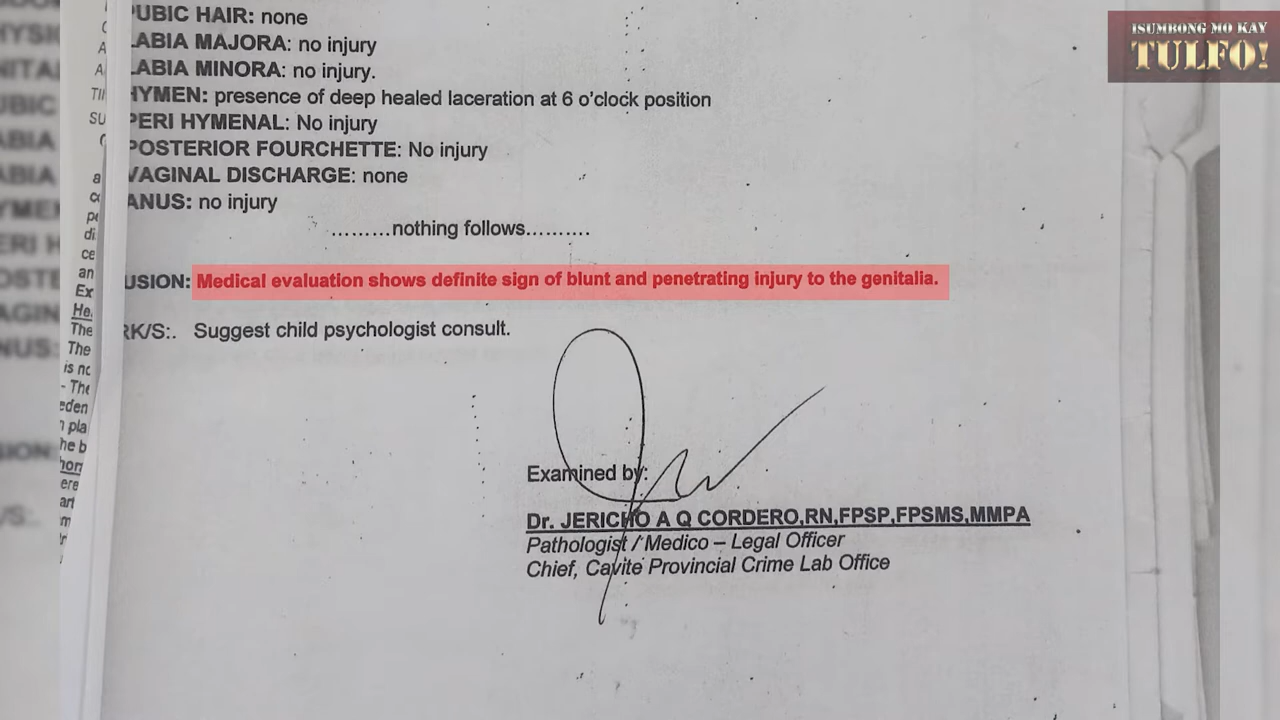 ISUMBONG MO KAY
TULFO!
PUBIC HAIR: none
LABIA MAJORA: no injury
LABIA MINORA: no injury.
HYMEN: presence of deep healed laceration at 6 o'clock position
PERI HYMENAL: No injury
POSTERIOR FOURCHETTE: No injury
VAGINAL DISCHARGE: none
ANUS: no injury
.........nothing follows..........
USION: Medical evaluation shows definite sign of blunt and penetrating injury to the genitalia.
RK/S:. Suggest child psychologist consult.
Examined by:
Dr. JERICHO A Q CORDERO,RN,FPSP,FPSMS,MMPA
Pathologist / Medico – Legal Officer
Chief, Cavite Provincial Crime Lab Office